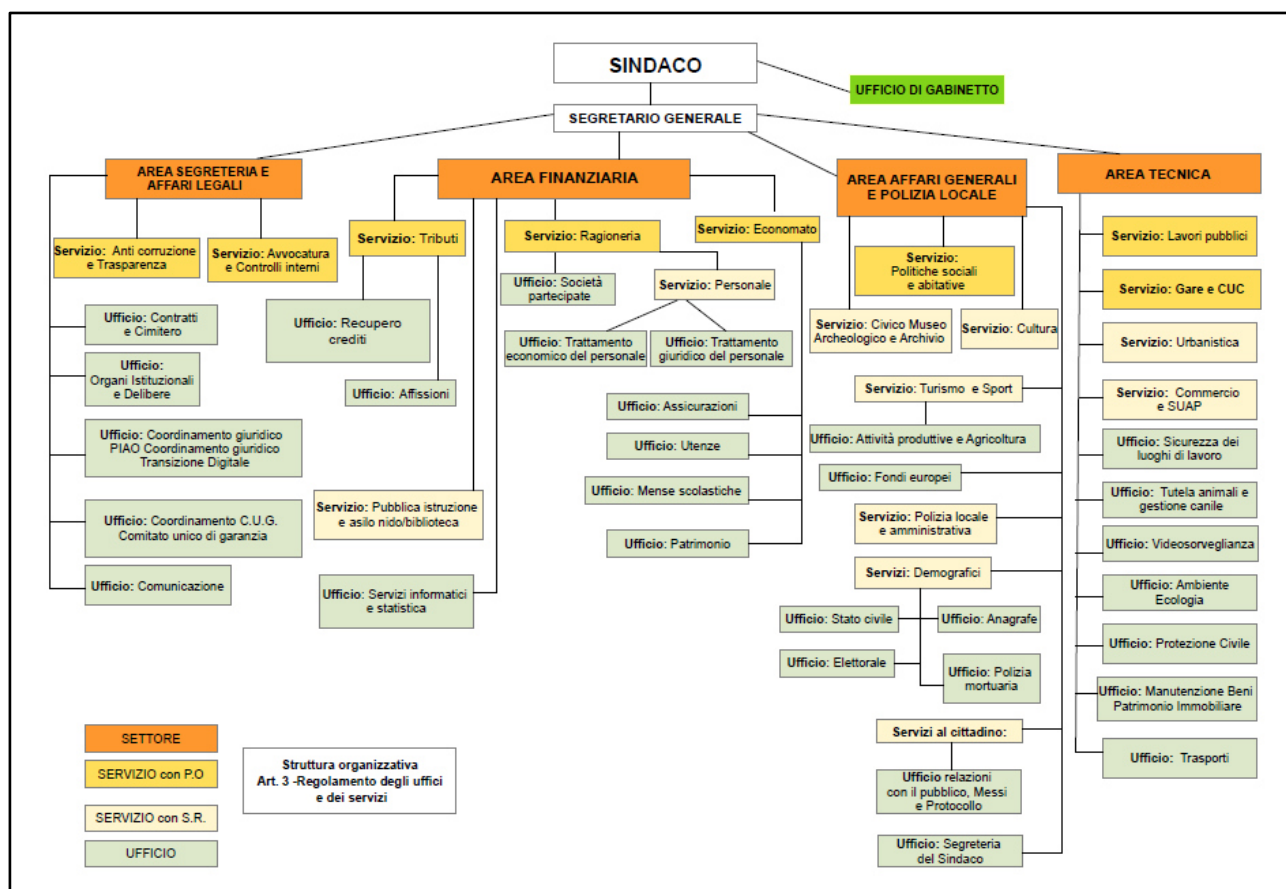 SINDACO
UFFICIO DI GABINETTO
SEGRETARIO GENERALE
AREA SEGRETERIA E
AFFARI LEGALI
AREA FINANZIARIA
AREA AFFARI GENERALI
E POLIZIA LOCALE
AREA TECNICA
Servizio: Anti corruzione
e Trasparenza
Servizio: Avvocatura
e Controlli interni
Ufficio: Contratti
e Cimitero
Ufficio:
Organi Istituzionali
e Delibere
Ufficio: Coordinamento giuridico
PIAO Coordinamento giuridico
Transizione Digitale
Ufficio: Coordinamento C.U.G.
Comitato unico di garanzia
Ufficio: Comunicazione
Servizio: Tributi
Ufficio: Recupero
crediti
Ufficio: Affissioni
Servizio: Pubblica istruzione
e asilo nido/biblioteca
Ufficio: Servizi informatici
e statistica
Servizio: Ragioneria
Ufficio: Società
partecipate
Servizio: Personale
Ufficio: Trattamento
economico del personale
Ufficio: Trattamento
giuridico del personale
Servizio: Economato
Ufficio: Assicurazioni
Ufficio: Utenze
Ufficio: Mense scolastiche
Ufficio: Patrimonio
Servizio:
Politiche sociali
e abitative
Servizio: Civico Museo
Archeologico e Archivio
Servizio: Cultura
Servizio: Turismo e Sport
Ufficio: Attività produttive e Agricoltura
Ufficio: Fondi europei
Servizio: Polizia locale
e amministrativa
Servizi: Demografici
Ufficio: Stato civile
Ufficio: Anagrafe
Ufficio: Elettorale
Ufficio: Polizia
mortuaria
Servizi al cittadino:
Ufficio relazioni
con il pubblico, Messi
e Protocollo
Ufficio: Segreteria
del Sindaco
Servizio: Lavori pubblici
Servizio: Gare e CUC
Servizio: Urbanistica
Servizio: Commercio
e SUAP
Ufficio: Sicurezza dei
luoghi di lavoro
Ufficio: Tutela animali e
gestione canile
Ufficio: Videosorveglianza
Ufficio: Ambiente
Ecologia
Ufficio: Protezione Civile
Ufficio: Manutenzione Beni
Patrimonio Immobiliare
Ufficio: Trasporti
SETTORE
SERVIZIO con P.O
SERVIZIO con S.R.
UFFICIO
Struttura organizzativa
Art. 3 -Regolamento degli uffici
e dei servizi